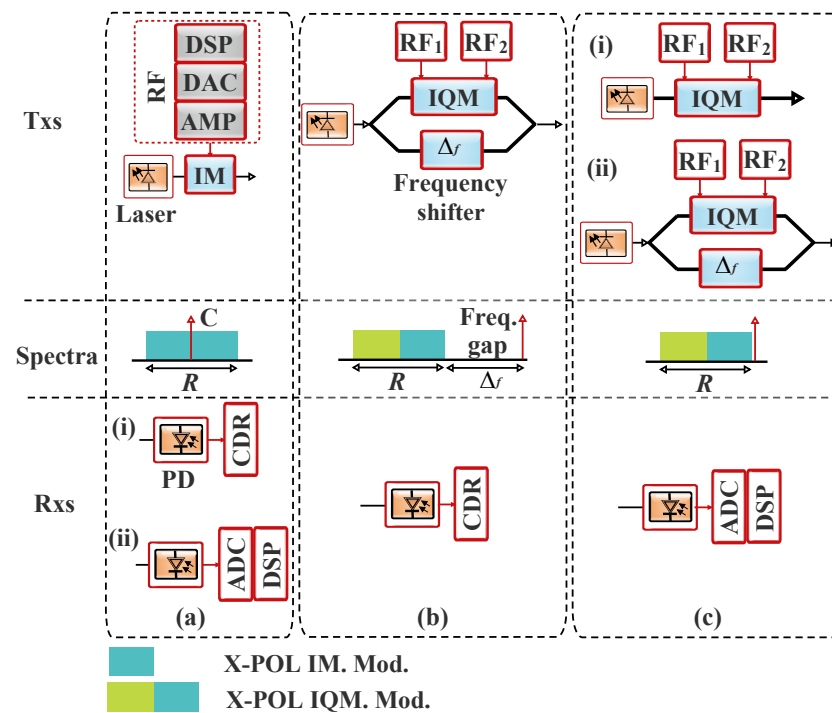 Txs
RF
DSP
DAC
AMP
IM
Laser
RF1
RF2
IQM
Δf
Frequency
shifter
(i)
RF1
RF2
IQM
(ii)
RF1
RF2
IQM
Δf
Spectra
C
R
Freq.
gap
R
Δf
R
Rxs
(i)
PD
CDR
(ii)
ADC
DSP
(a)
CDR
(b)
ADC
DSP
(c)
X-POL IM. Mod.
X-POL IQM. Mod.